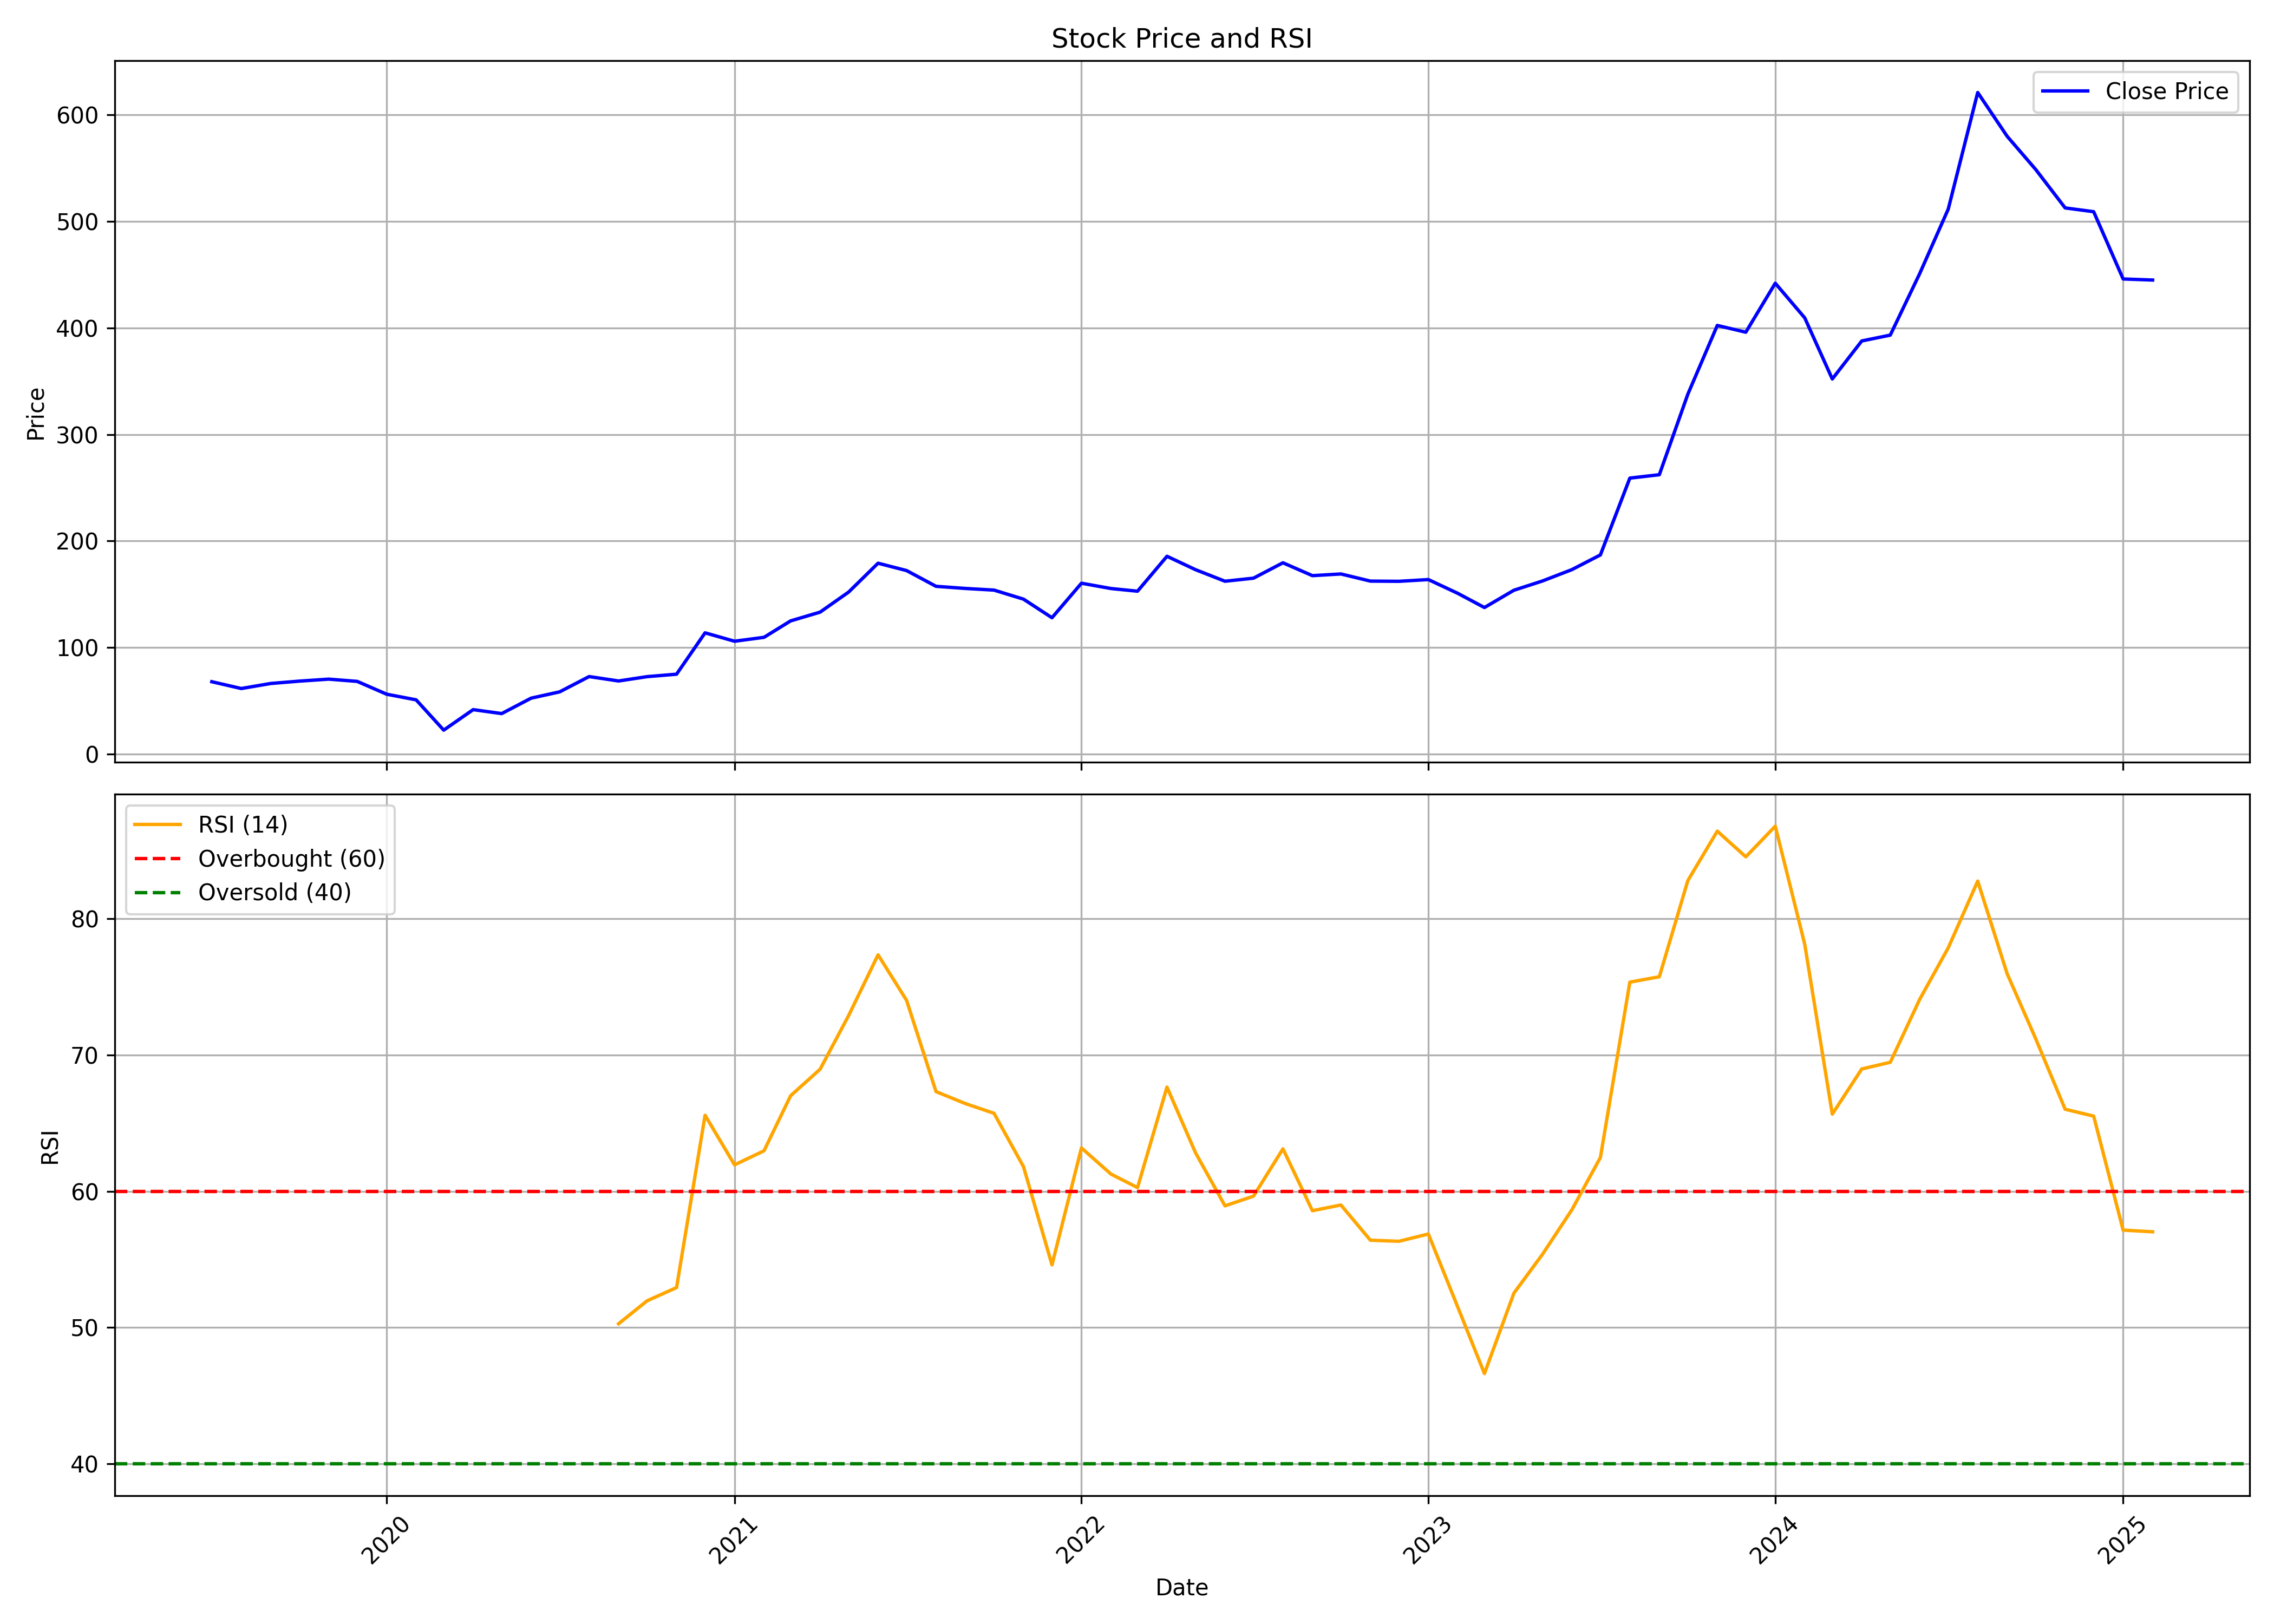 Stock Price and RSI
Close Price
600
500
400
300
200
100
0
Price
RSI (14)
Overbought (60)
Oversold (40)
80
70
60
50
40
RSI
2020
2021
2022
2023
2024
2025
Date